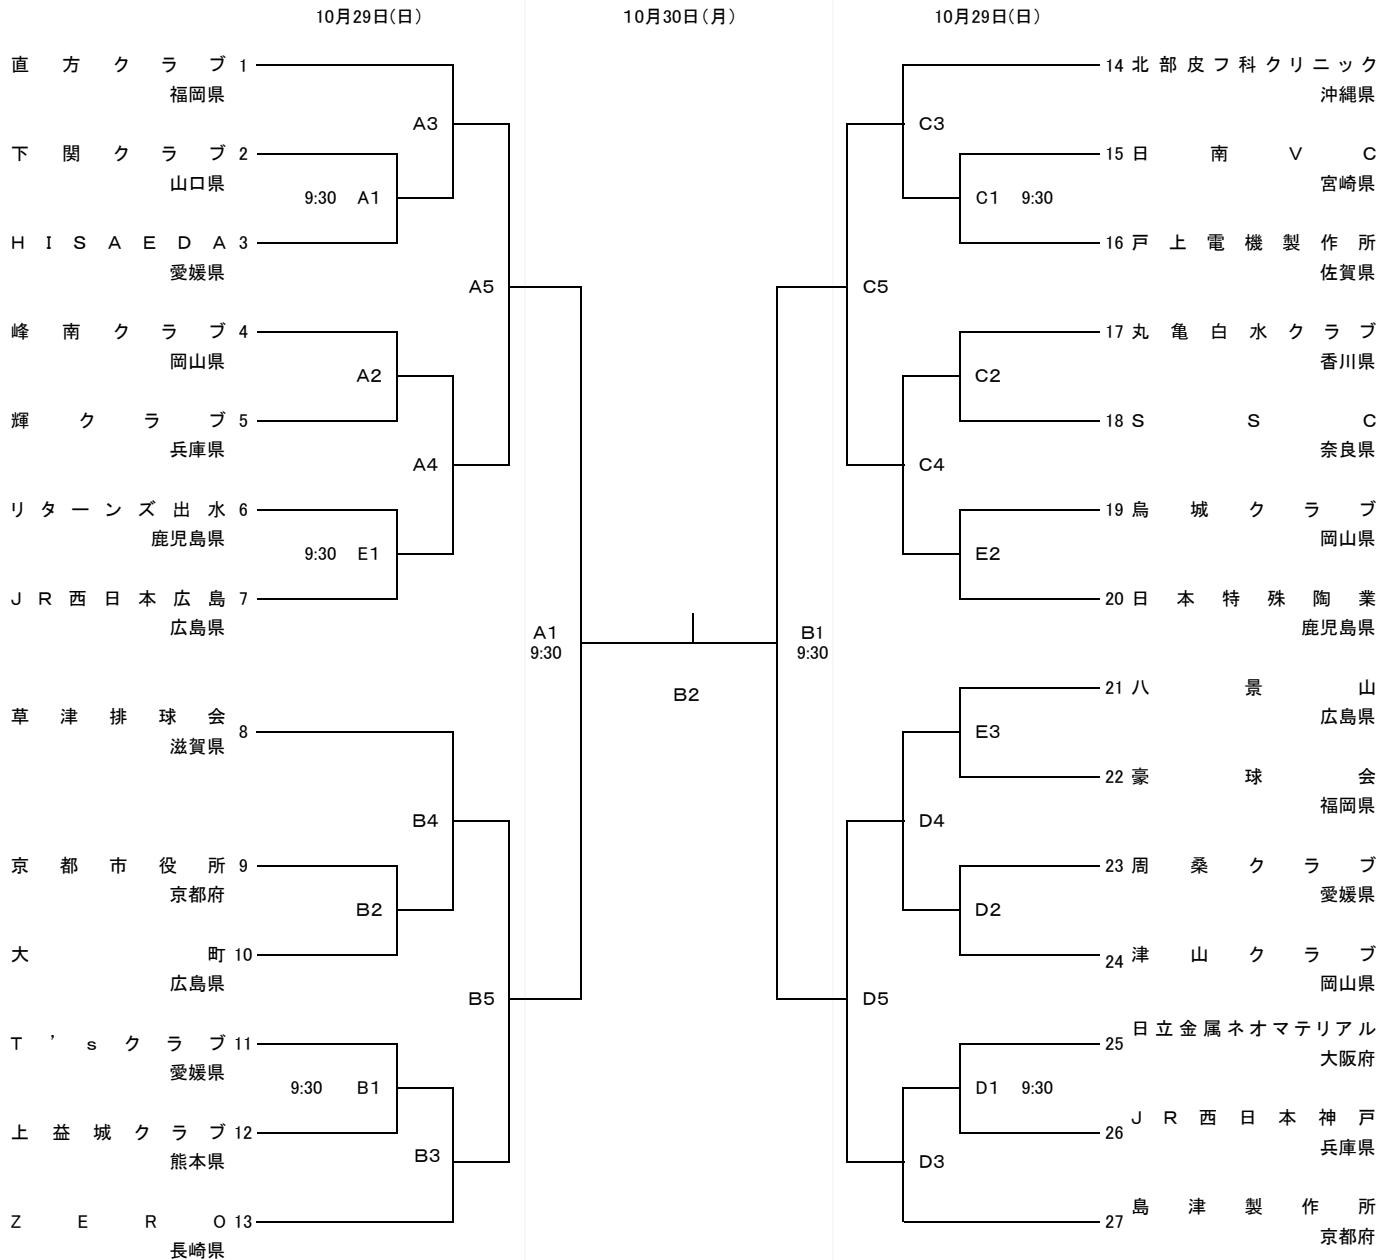 10月29日(日)
10月30日(月)
10月29日(日)
直方クラブ 1
福岡県
A3
下関クラブ 2
山口県
9:30 A1
HISAEDA 3
愛媛県
A5
峰南クラブ 4
岡山県
A2
輝クラブ 5
兵庫県
A4
リターンズ出水 6
鹿児島県
9:30 E1
JR西日本広島 7
広島県
A1
9:30
草津排球会 8
滋賀県
B4
京都市役所 9
京都府
B2
大町 10
広島県
B5
T’sクラブ 11
愛媛県
9:30 B1
上益城クラブ 12
熊本県
B3
ZERO 13
長崎県
B2
B1
9:30
14 北部皮フ科クリニック
沖縄県
C3
15 日南VC
宮崎県
C1 9:30
16 戸上電機製作所
佐賀県
C5
17 丸亀白水クラブ
香川県
C2
18 SSC
奈良県
C4
19 烏城クラブ
岡山県
E2
20 日本特殊陶業
鹿児島県
21 八景山
広島県
E3
22 豪球会
福岡県
D4
23 周桑クラブ
愛媛県
D2
24 津山クラブ
岡山県
D5
25 日立金属ネオマテリアル
大阪府
D1 9:30
26 JR西日本神戸
兵庫県
D3
27 島津製作所
京都府